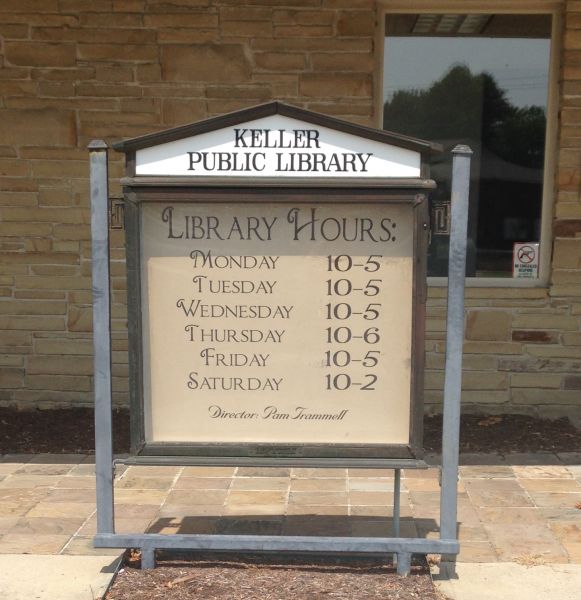 KELLER
PUBLIC LIBRARY
LIBRARY HOURS:
MONDAY 10-5
TUESDAY 10-5
WEDNESDAY 10-5
THURSDAY 10-6
FRIDAY 10-5
SATURDAY 10-2
Director: Pam Trammell